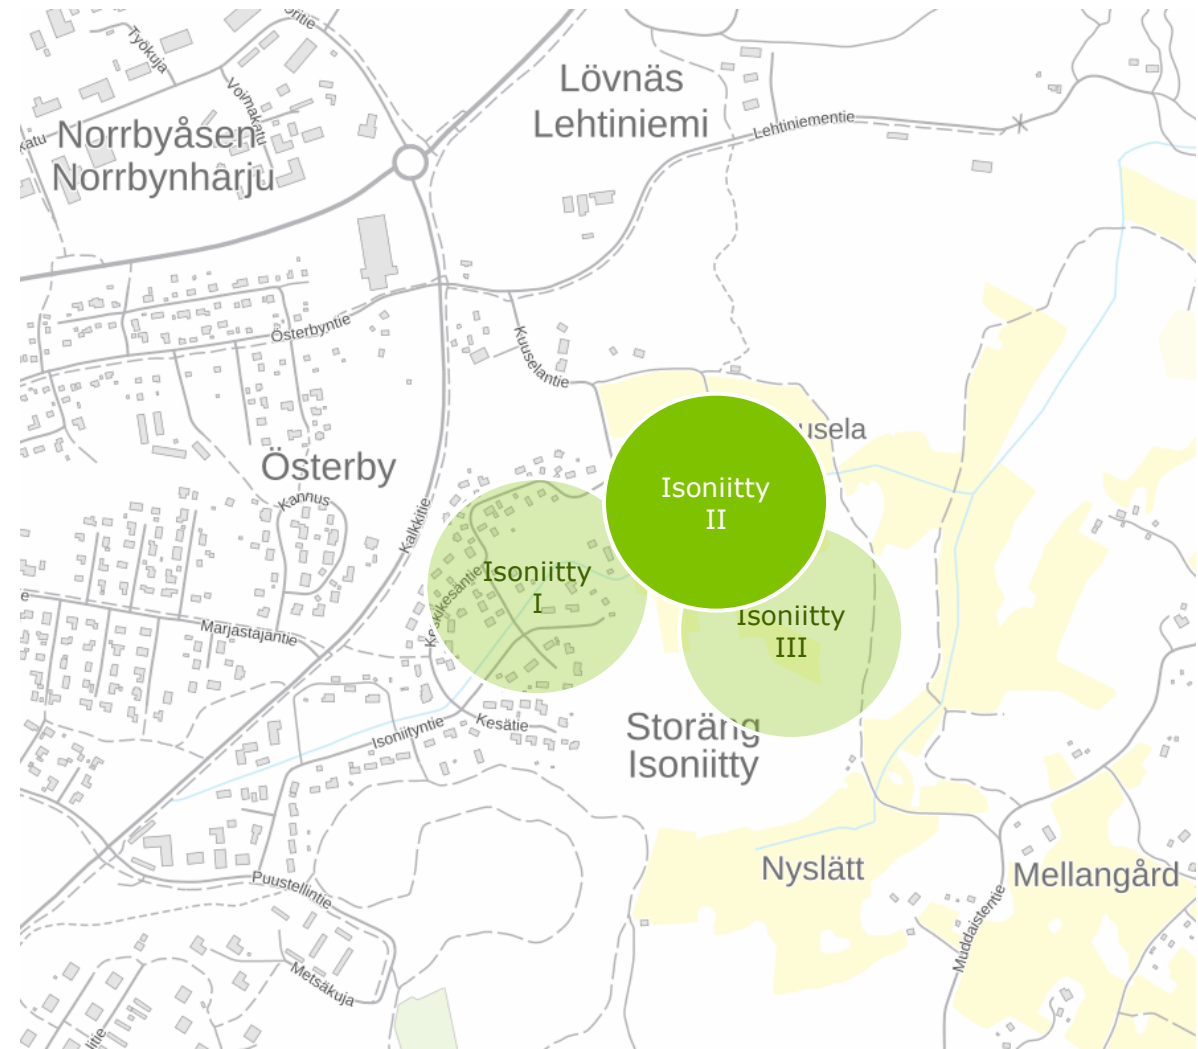 Työkuja
Voimakatu
Norrbyåsen
Norrbynharju
Lövnäs
Lehtiniemi
Lehtiniementie
Österbyntie
Kuuselantie
Österby
Kannus
Kalkkitie
Isoniitty
II
Isoniitty
I
Keskikesäntie
Isoniitty
III
Marjastajantie
Kesätie
Isoniityntie
Storäng
Isoniitty
Nyslätt
Mellangård
Puustellintie
Muddaistentie
Metsäkuja